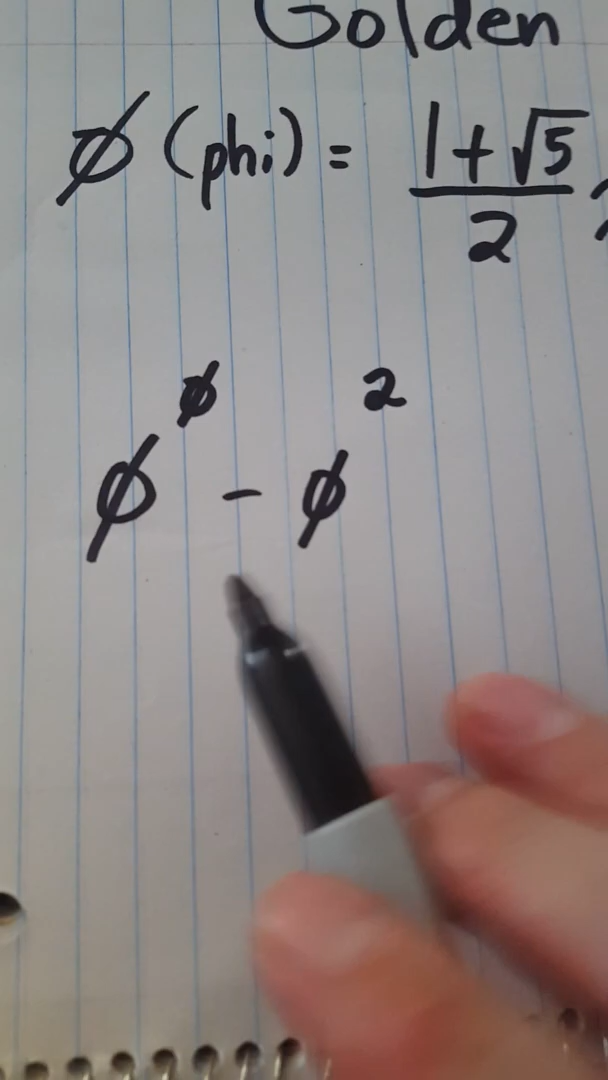 Golden
φ (phi) = (1+√5)/2
φ^φ - φ^2